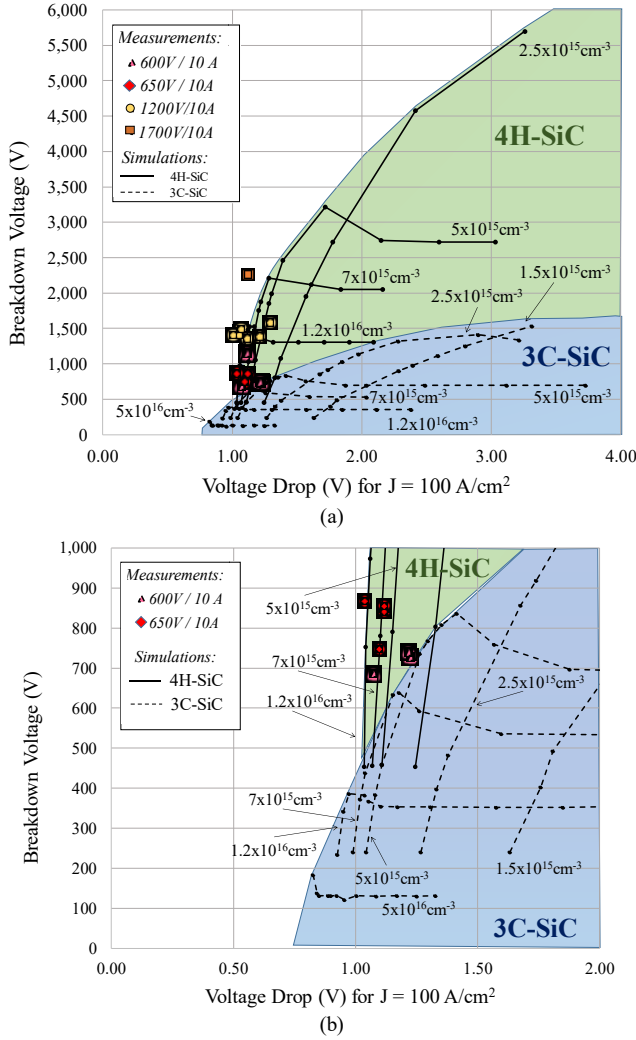 6,000
5,500
5,000
4,500
4,000
3,500
3,000
2,500
2,000
1,500
1,000
500
0
Breakdown Voltage (V)
Measurements:
600V / 10 A
650V / 10A
1200V/10A
1700V/10A
Simulations:
4H-SiC
3C-SiC
2.5x10¹⁵cm⁻³
4H-SiC
5x10¹⁵cm⁻³
7x10¹⁵cm⁻³
1.5x10¹⁵cm⁻³
2.5x10¹⁵cm⁻³
1.2x10¹⁶cm⁻³
3C-SiC
5x10¹⁶cm⁻³
7x10¹⁵cm⁻³
5x10¹⁵cm⁻³
1.2x10¹⁶cm⁻³
0.00 1.00 2.00 3.00 4.00
Voltage Drop (V) for J = 100 A/cm²
(a)
1,000
900
800
700
600
500
400
300
200
100
0
Breakdown Voltage (V)
Measurements:
600V / 10 A
650V / 10A
Simulations:
4H-SiC
3C-SiC
4H-SiC
5x10¹⁵cm⁻³
7x10¹⁵cm⁻³
1.2x10¹⁶cm⁻³
2.5x10¹⁵cm⁻³
7x10¹⁵cm⁻³
1.2x10¹⁶cm⁻³
5x10¹⁵cm⁻³
1.5x10¹⁵cm⁻³
5x10¹⁶cm⁻³
3C-SiC
0.00 0.50 1.00 1.50 2.00
Voltage Drop (V) for J = 100 A/cm²
(b)